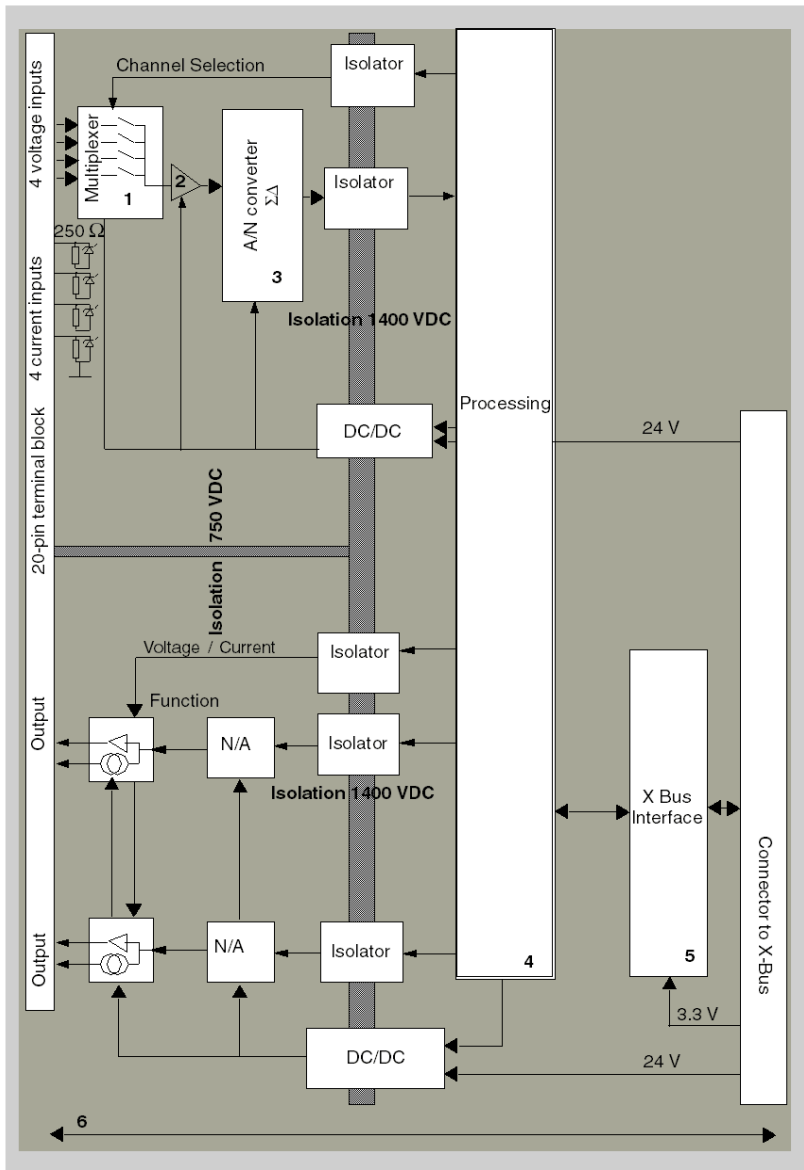 4 voltage inputs
Channel Selection
Isolator
Multiplexer
1
2
A/N converter
ΣΔ
3
Isolator
250 Ω
4 current inputs
Isolation 1400 VDC
Processing
DC/DC
24 V
20-pin terminal block
Isolation 750 VDC
Voltage / Current
Isolator
Function
Output
N/A
Isolator
Isolation 1400 VDC
X Bus
Interface
Connector to X-Bus
Output
N/A
Isolator
4
5
3.3 V
DC/DC
24 V
6